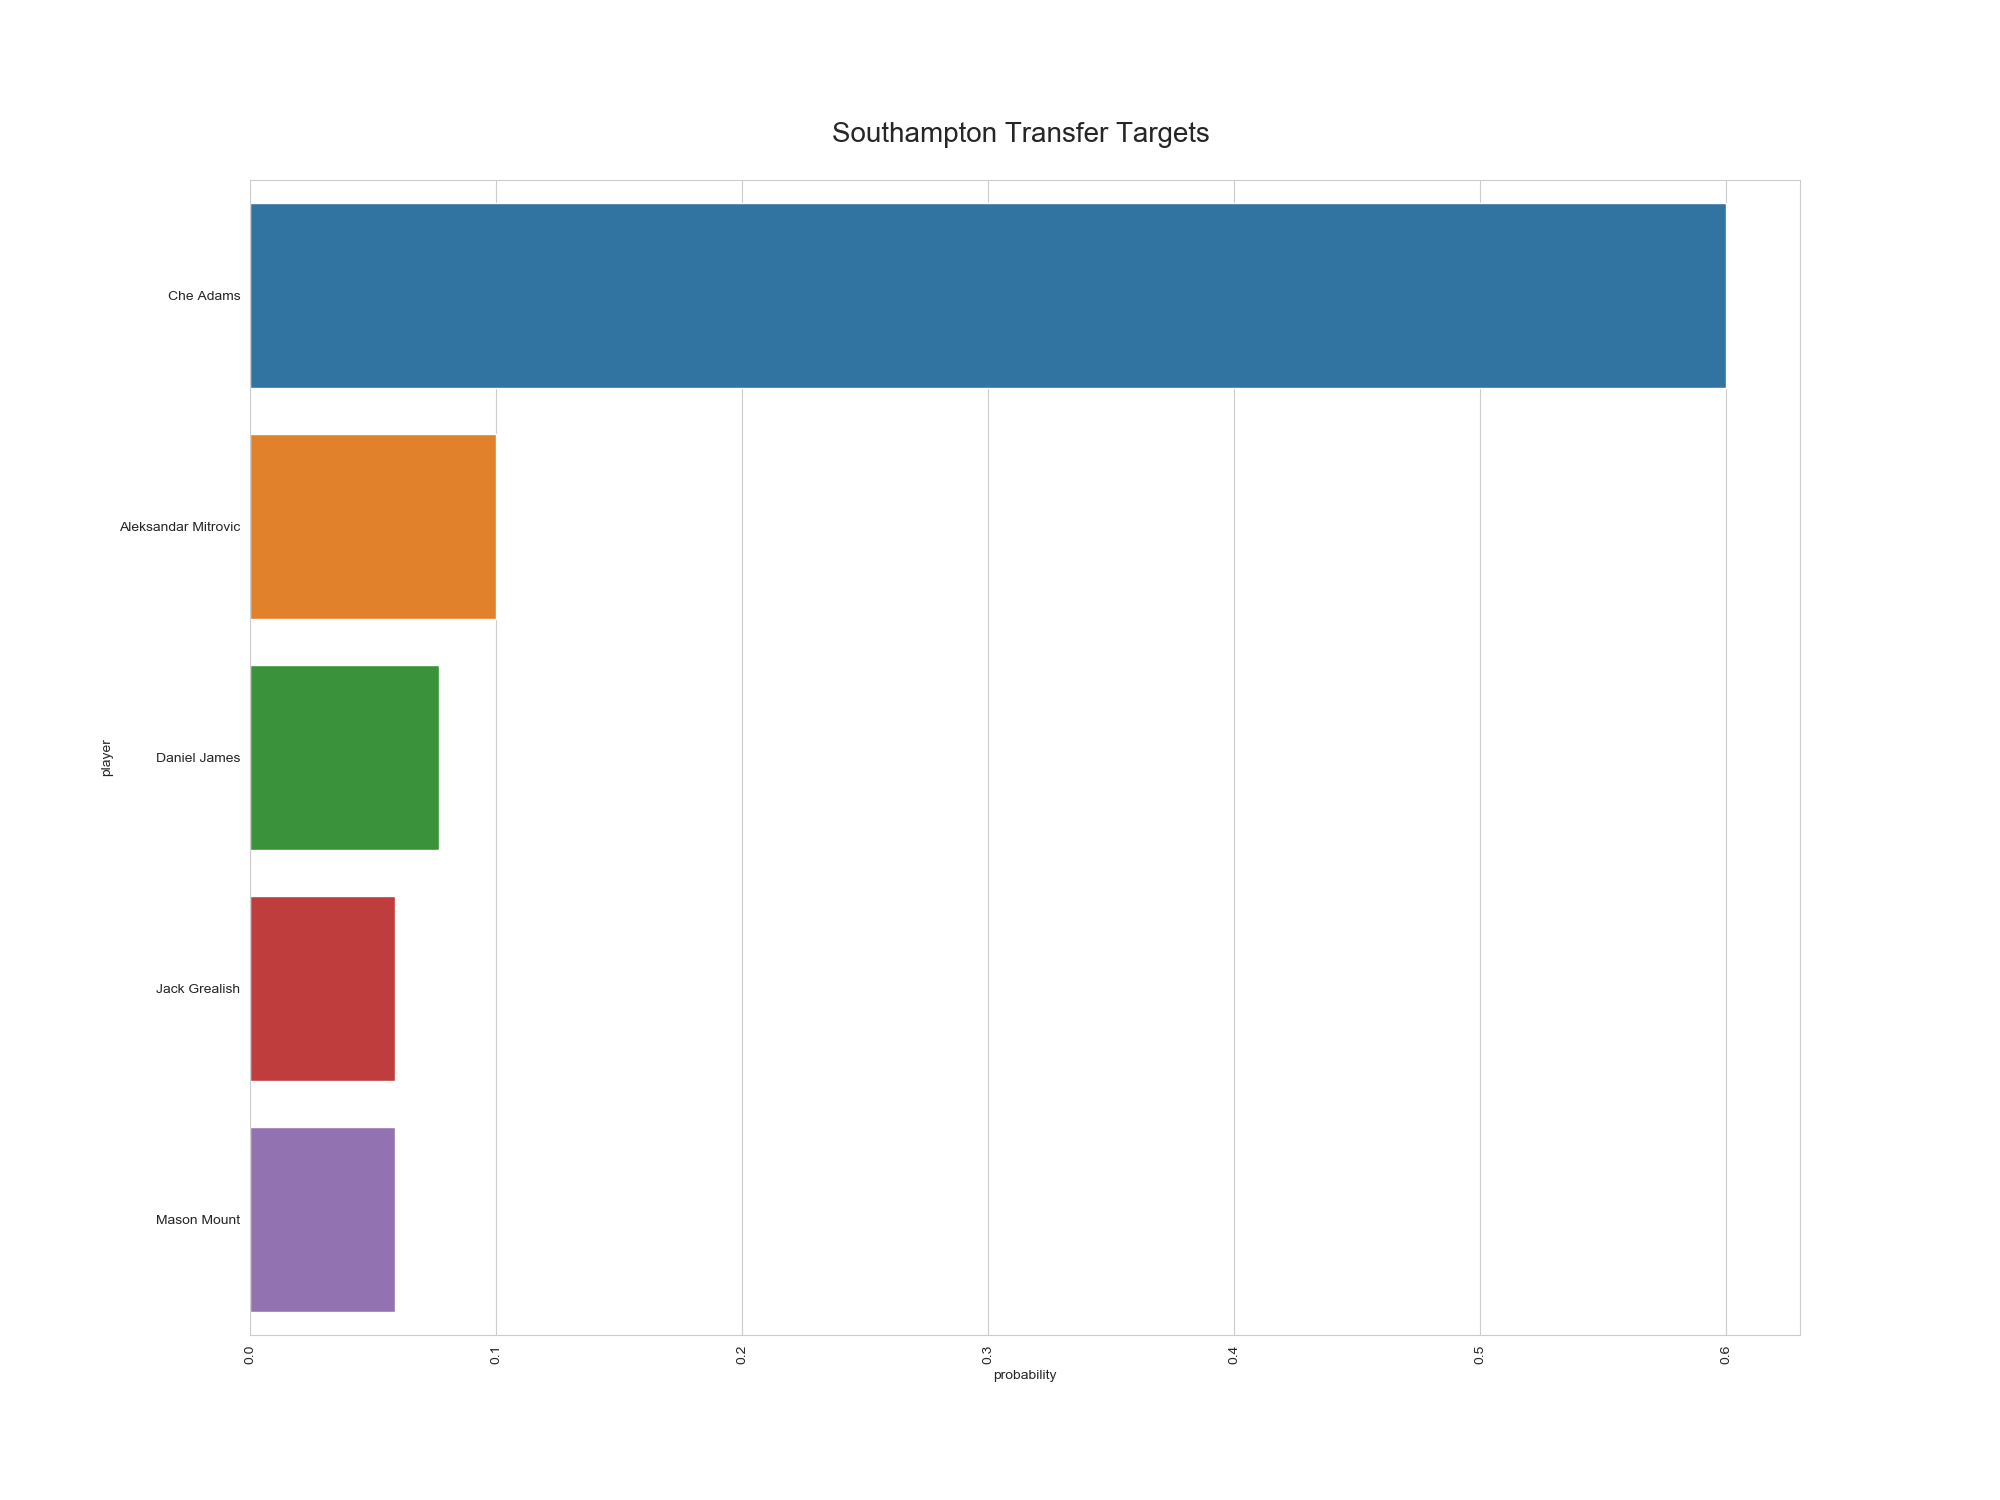 Southampton Transfer Targets
player
Che Adams
Aleksandar Mitrovic
Daniel James
Jack Grealish
Mason Mount
0.0
0.1
0.2
0.3
0.4
0.5
0.6
probability